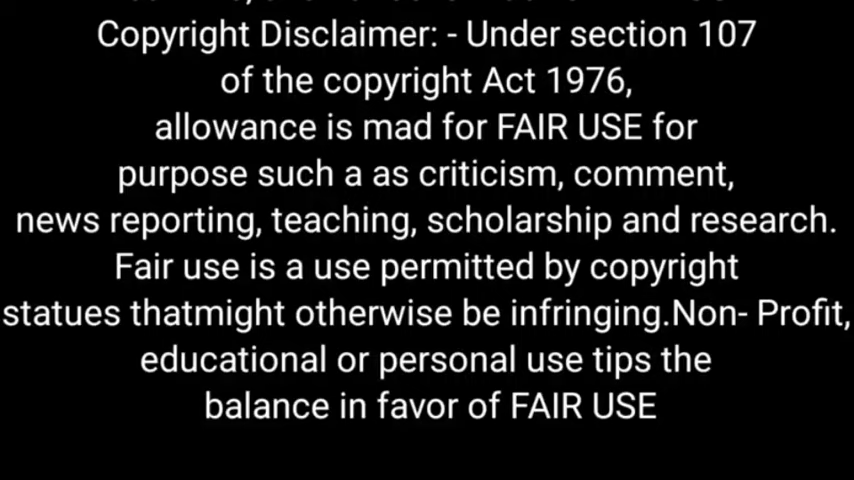 Copyright Disclaimer: - Under section 107
of the copyright Act 1976,
allowance is mad for FAIR USE for
purpose such a as criticism, comment,
news reporting, teaching, scholarship and research.
Fair use is a use permitted by copyright
statues thatmight otherwise be infringing.Non- Profit,
educational or personal use tips the
balance in favor of FAIR USE